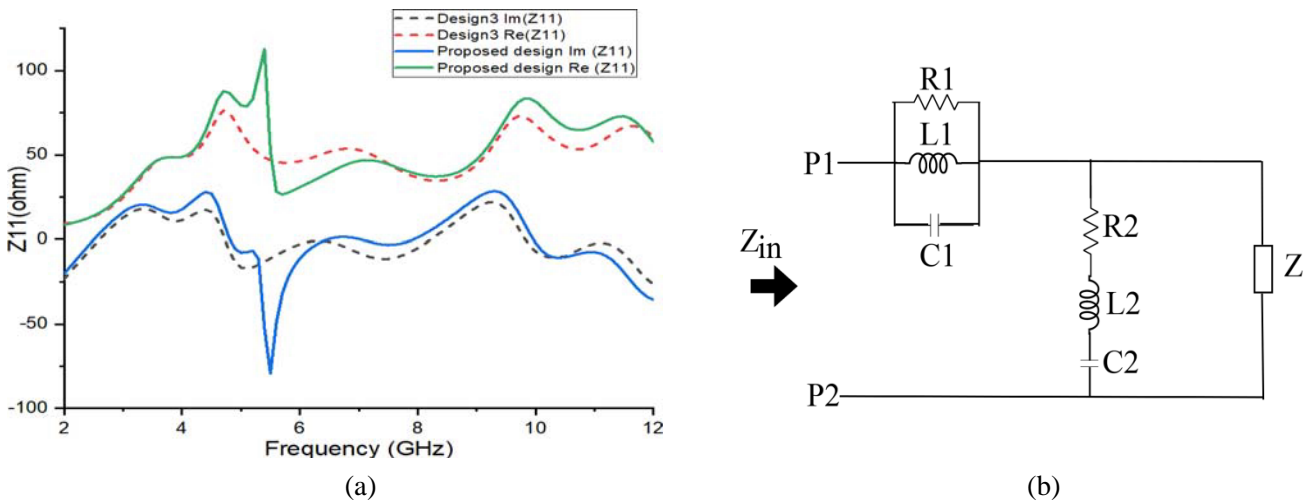 Design3 Im(Z11)
Design3 Re(Z11)
Proposed design Im (Z11)
Proposed design Re (Z11)
Z11(ohm)
100
50
0
-50
-100
2
4
6
8
10
12
Frequency (GHz)
(a)
R1
L1
P1
C1
Zin
R2
Z
L2
C2
P2
(b)